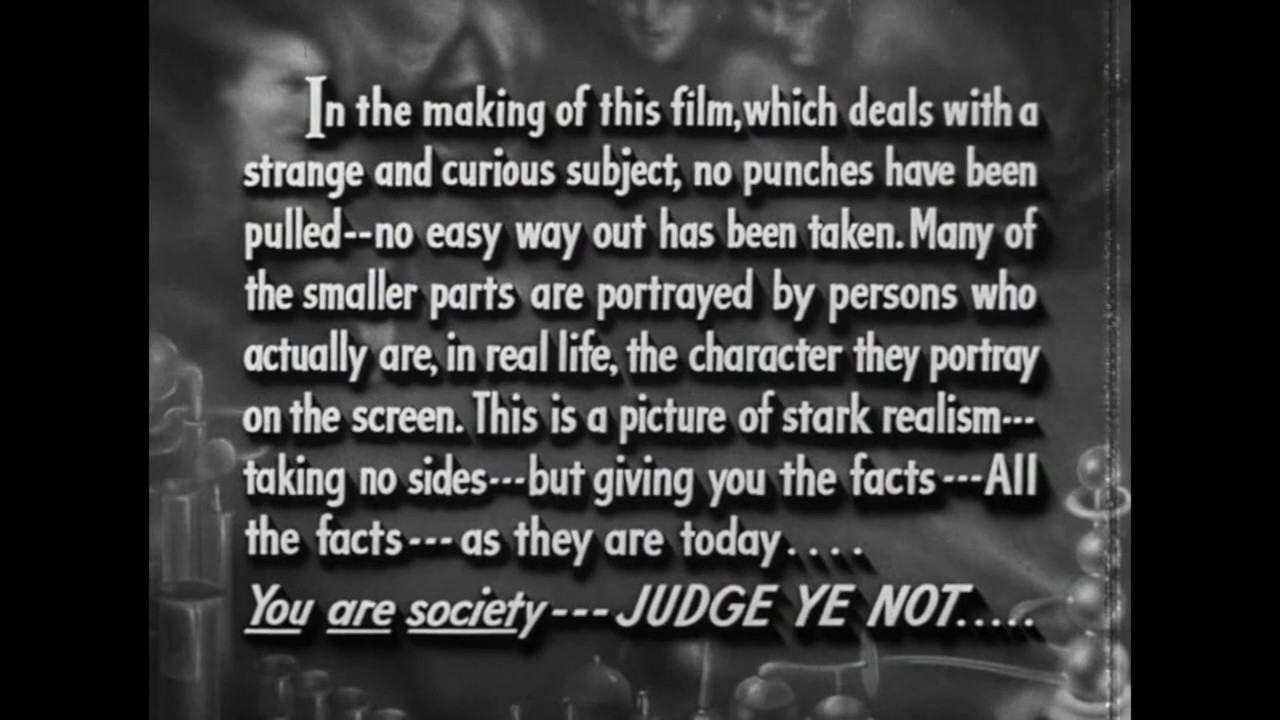 In the making of this film,which deals with a
strange and curious subject, no punches have been
pulled--no easy way out has been taken. Many of
the smaller parts are portrayed by persons who
actually are, in real life, the character they portray
on the screen. This is a picture of stark realism---
taking no sides---but giving you the facts---All
the facts---as they are today....
You are society---JUDGE YE NOT.....